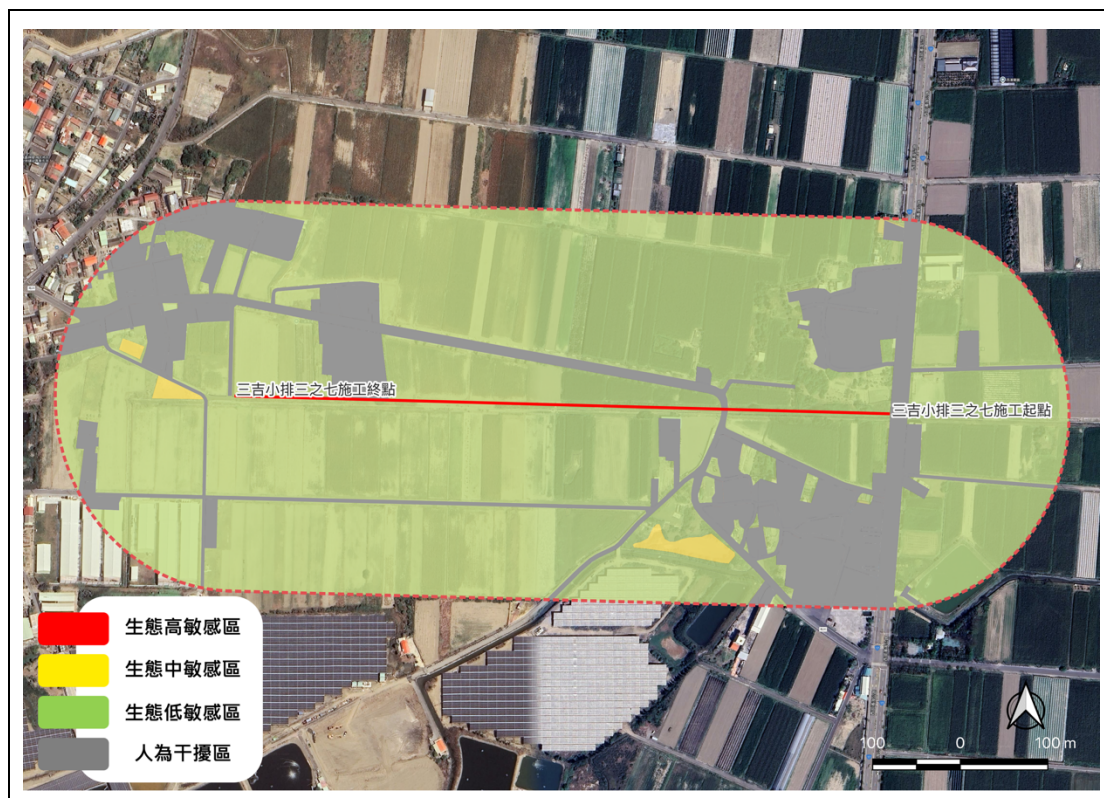 三吉小排三之七施工終點
三吉小排三之七施工起點
生態高敏感區
生態中敏感區
生態低敏感區
人為干擾區
100 0 100 m